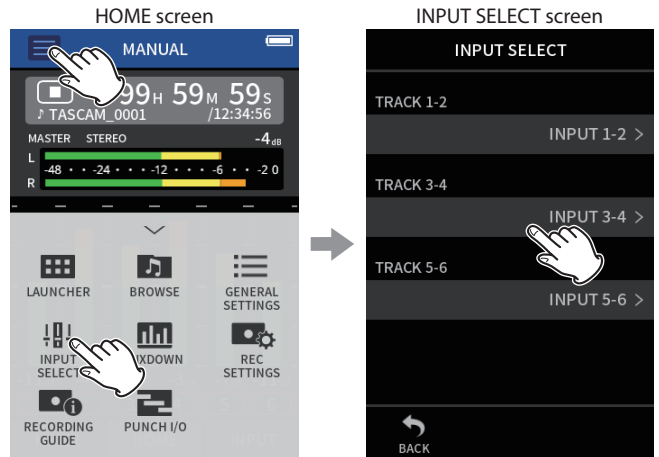 HOME screen
MANUAL
99H 59M 59S
♪ TASCAM_0001 /12:34:56
MASTER STEREO -4dB
L
-48 · · -24 · · · -12 · · · -6 · · -2 0
R
LAUNCHER BROWSE GENERAL
SETTINGS
INPUT
SELECT
REC
SETTINGS
RECORDING
GUIDE
PUNCH I/O
INPUT SELECT screen
INPUT SELECT
TRACK 1-2
INPUT 1-2 >
TRACK 3-4
INPUT 3-4 >
TRACK 5-6
INPUT 5-6 >
BACK